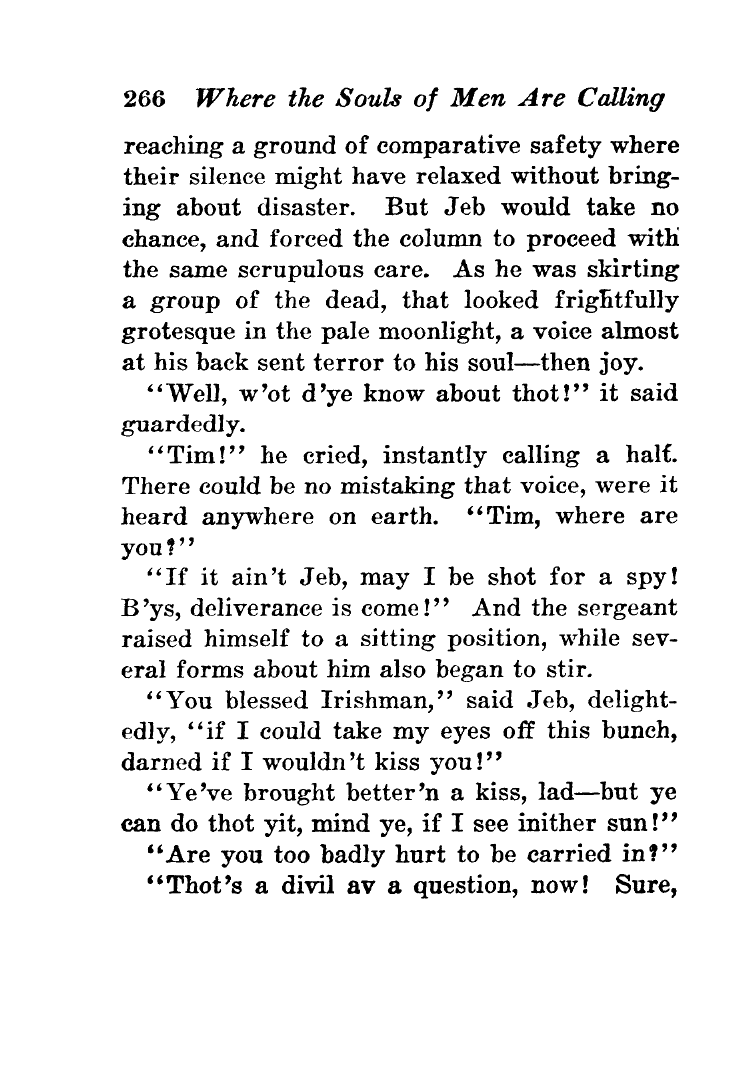 266 Where the Souls of Men Are Calling
reaching a ground of comparative safety where
their silence might have relaxed without bring-
ing about disaster. But Jeb would take no
chance, and forced the column to proceed with
the same scrupulous care. As he was skirting
a group of the dead, that looked frightfully
grotesque in the pale moonlight, a voice almost
at his back sent terror to his soul—then joy.
“Well, w’ot d’ye know about thot!” it said
guardedly.
“Tim!” he cried, instantly calling a half.
There could be no mistaking that voice, were it
heard anywhere on earth. “Tim, where are
you?”
“If it ain’t Jeb, may I be shot for a spy!
B’ys, deliverance is come!” And the sergeant
raised himself to a sitting position, while sev-
eral forms about him also began to stir.
“You blessed Irishman,” said Jeb, delight-
edly, “if I could take my eyes off this bunch,
darned if I wouldn’t kiss you!”
“Ye’ve brought better’n a kiss, lad—but ye
can do thot yit, mind ye, if I see inither sun!”
“Are you too badly hurt to be carried in?”
“Thot’s a divil av a question, now! Sure,